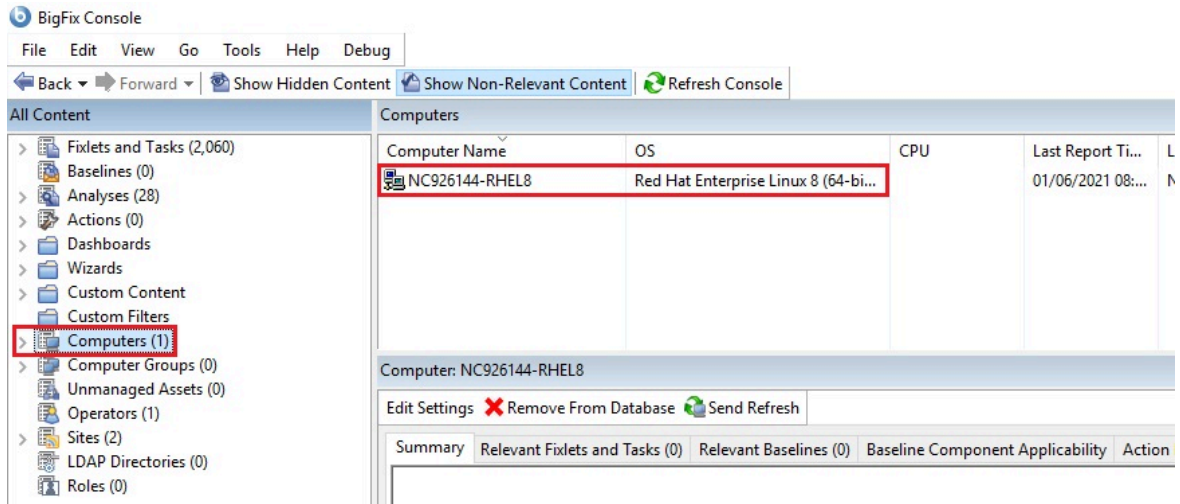 BigFix Console
File Edit View Go Tools Help Debug
Back Forward Show Hidden Content Show Non-Relevant Content Refresh Console
All Content
Fixlets and Tasks (2,060)
Baselines (0)
Analyses (28)
Actions (0)
Dashboards
Wizards
Custom Content
Custom Filters
Computers (1)
Computer Groups (0)
Unmanaged Assets (0)
Operators (1)
Sites (2)
LDAP Directories (0)
Roles (0)
Computers
Computer Name OS CPU Last Report Ti... L
NC926144-RHEL8 Red Hat Enterprise Linux 8 (64-bi... 01/06/2021 08:... N
Computer: NC926144-RHEL8
Edit Settings Remove From Database Send Refresh
Summary Relevant Fixlets and Tasks (0) Relevant Baselines (0) Baseline Component Applicability Action